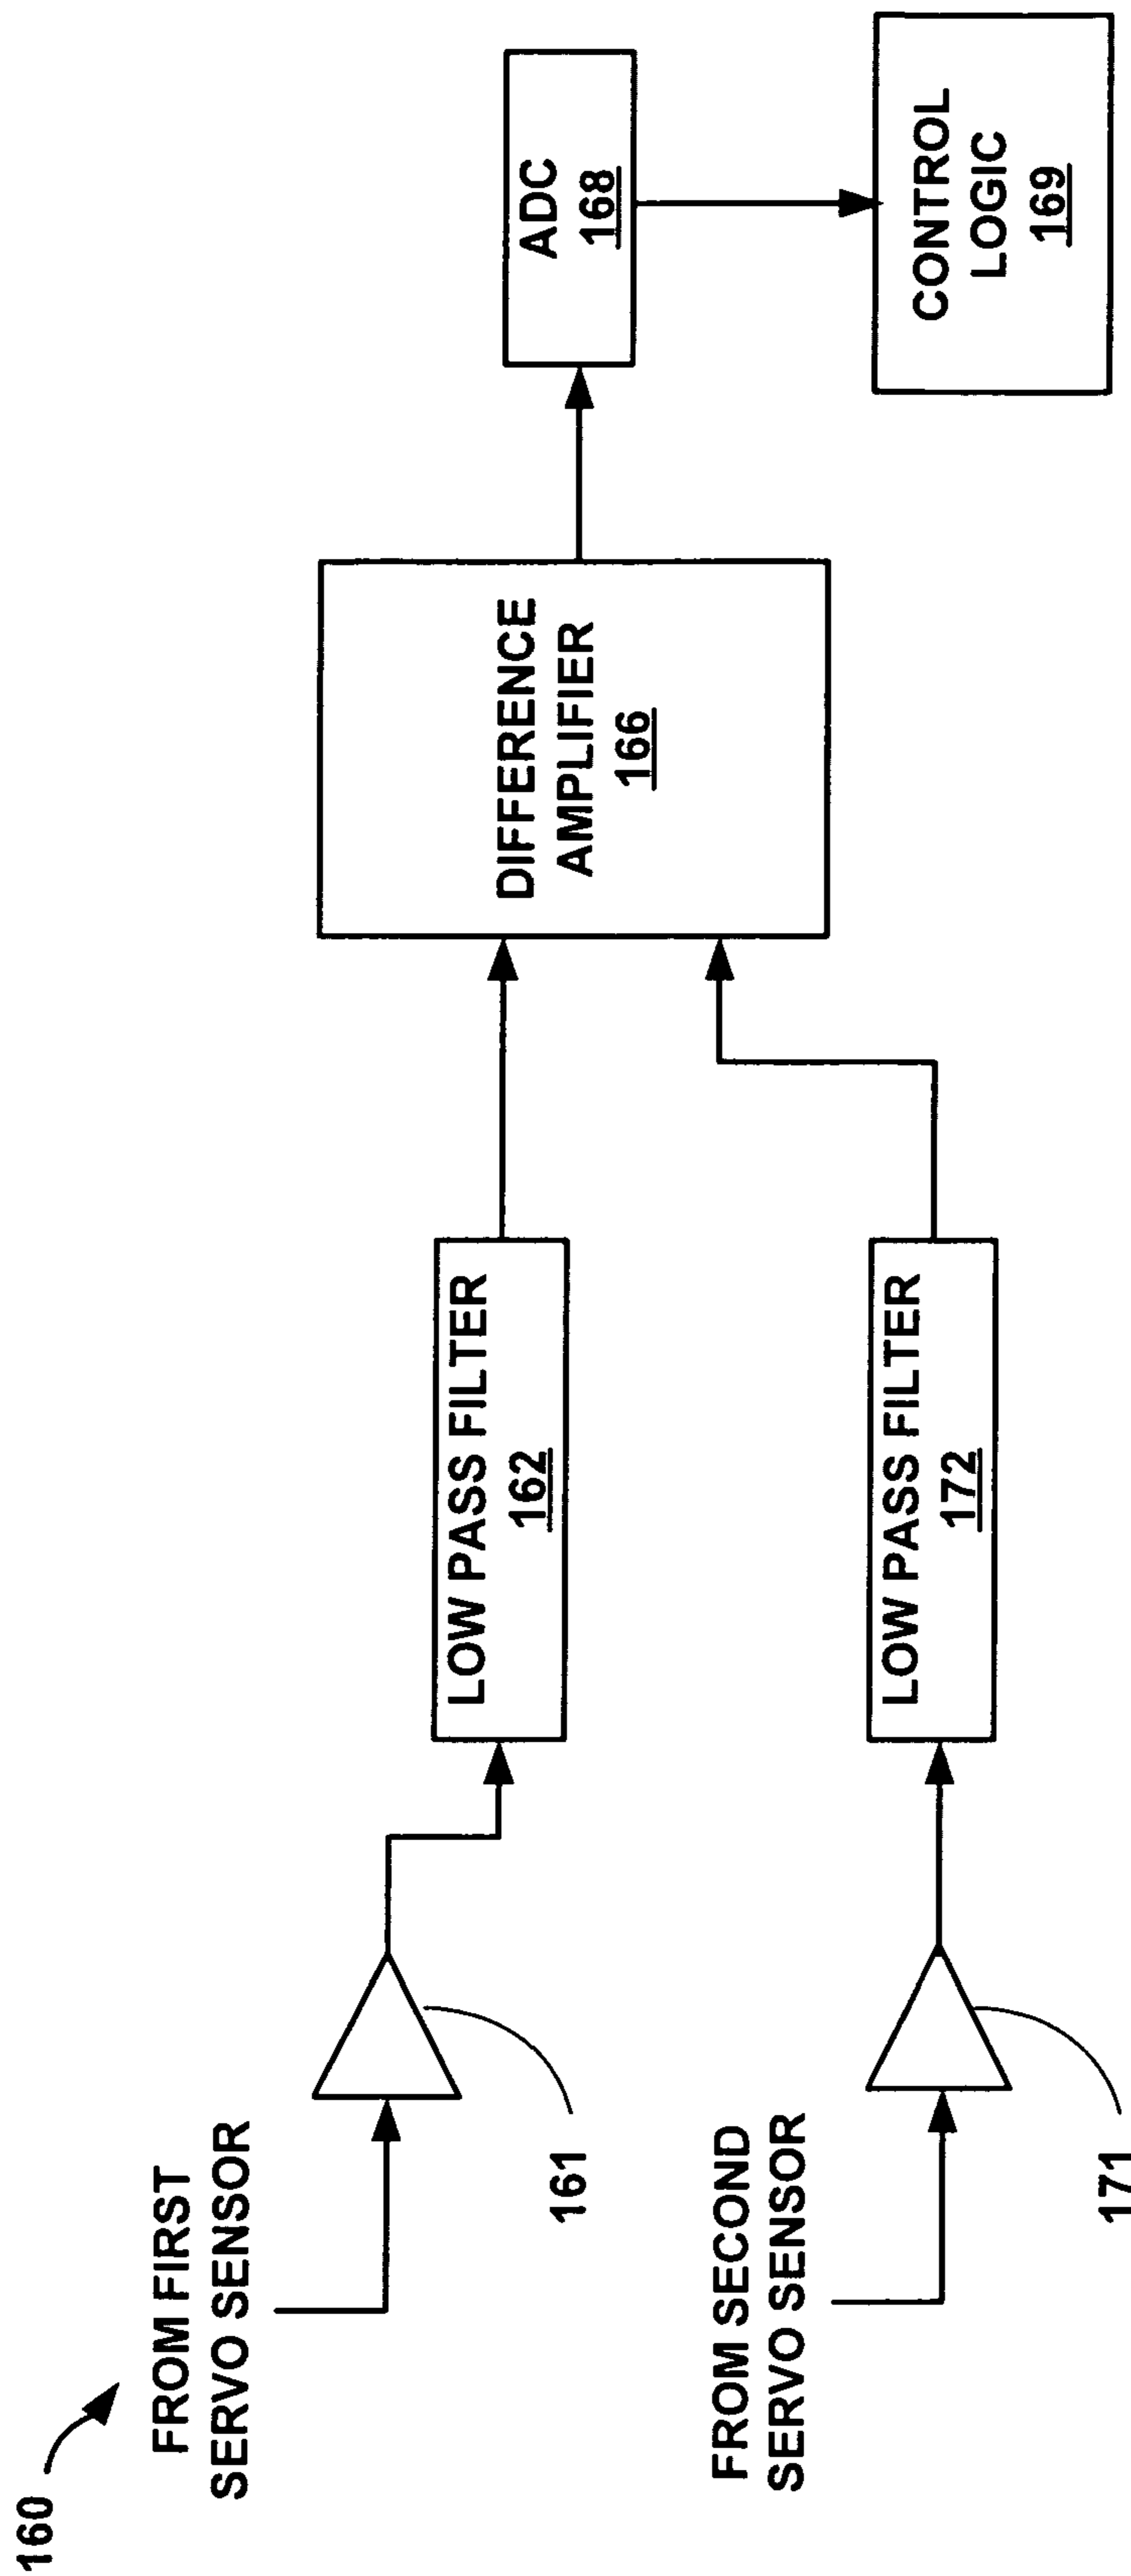 160
FROM FIRST
SERVO SENSOR
161
LOW PASS FILTER
162
DIFFERENCE
AMPLIFIER
166
ADC
168
CONTROL
LOGIC
169
FROM SECOND
SERVO SENSOR
171
LOW PASS FILTER
172